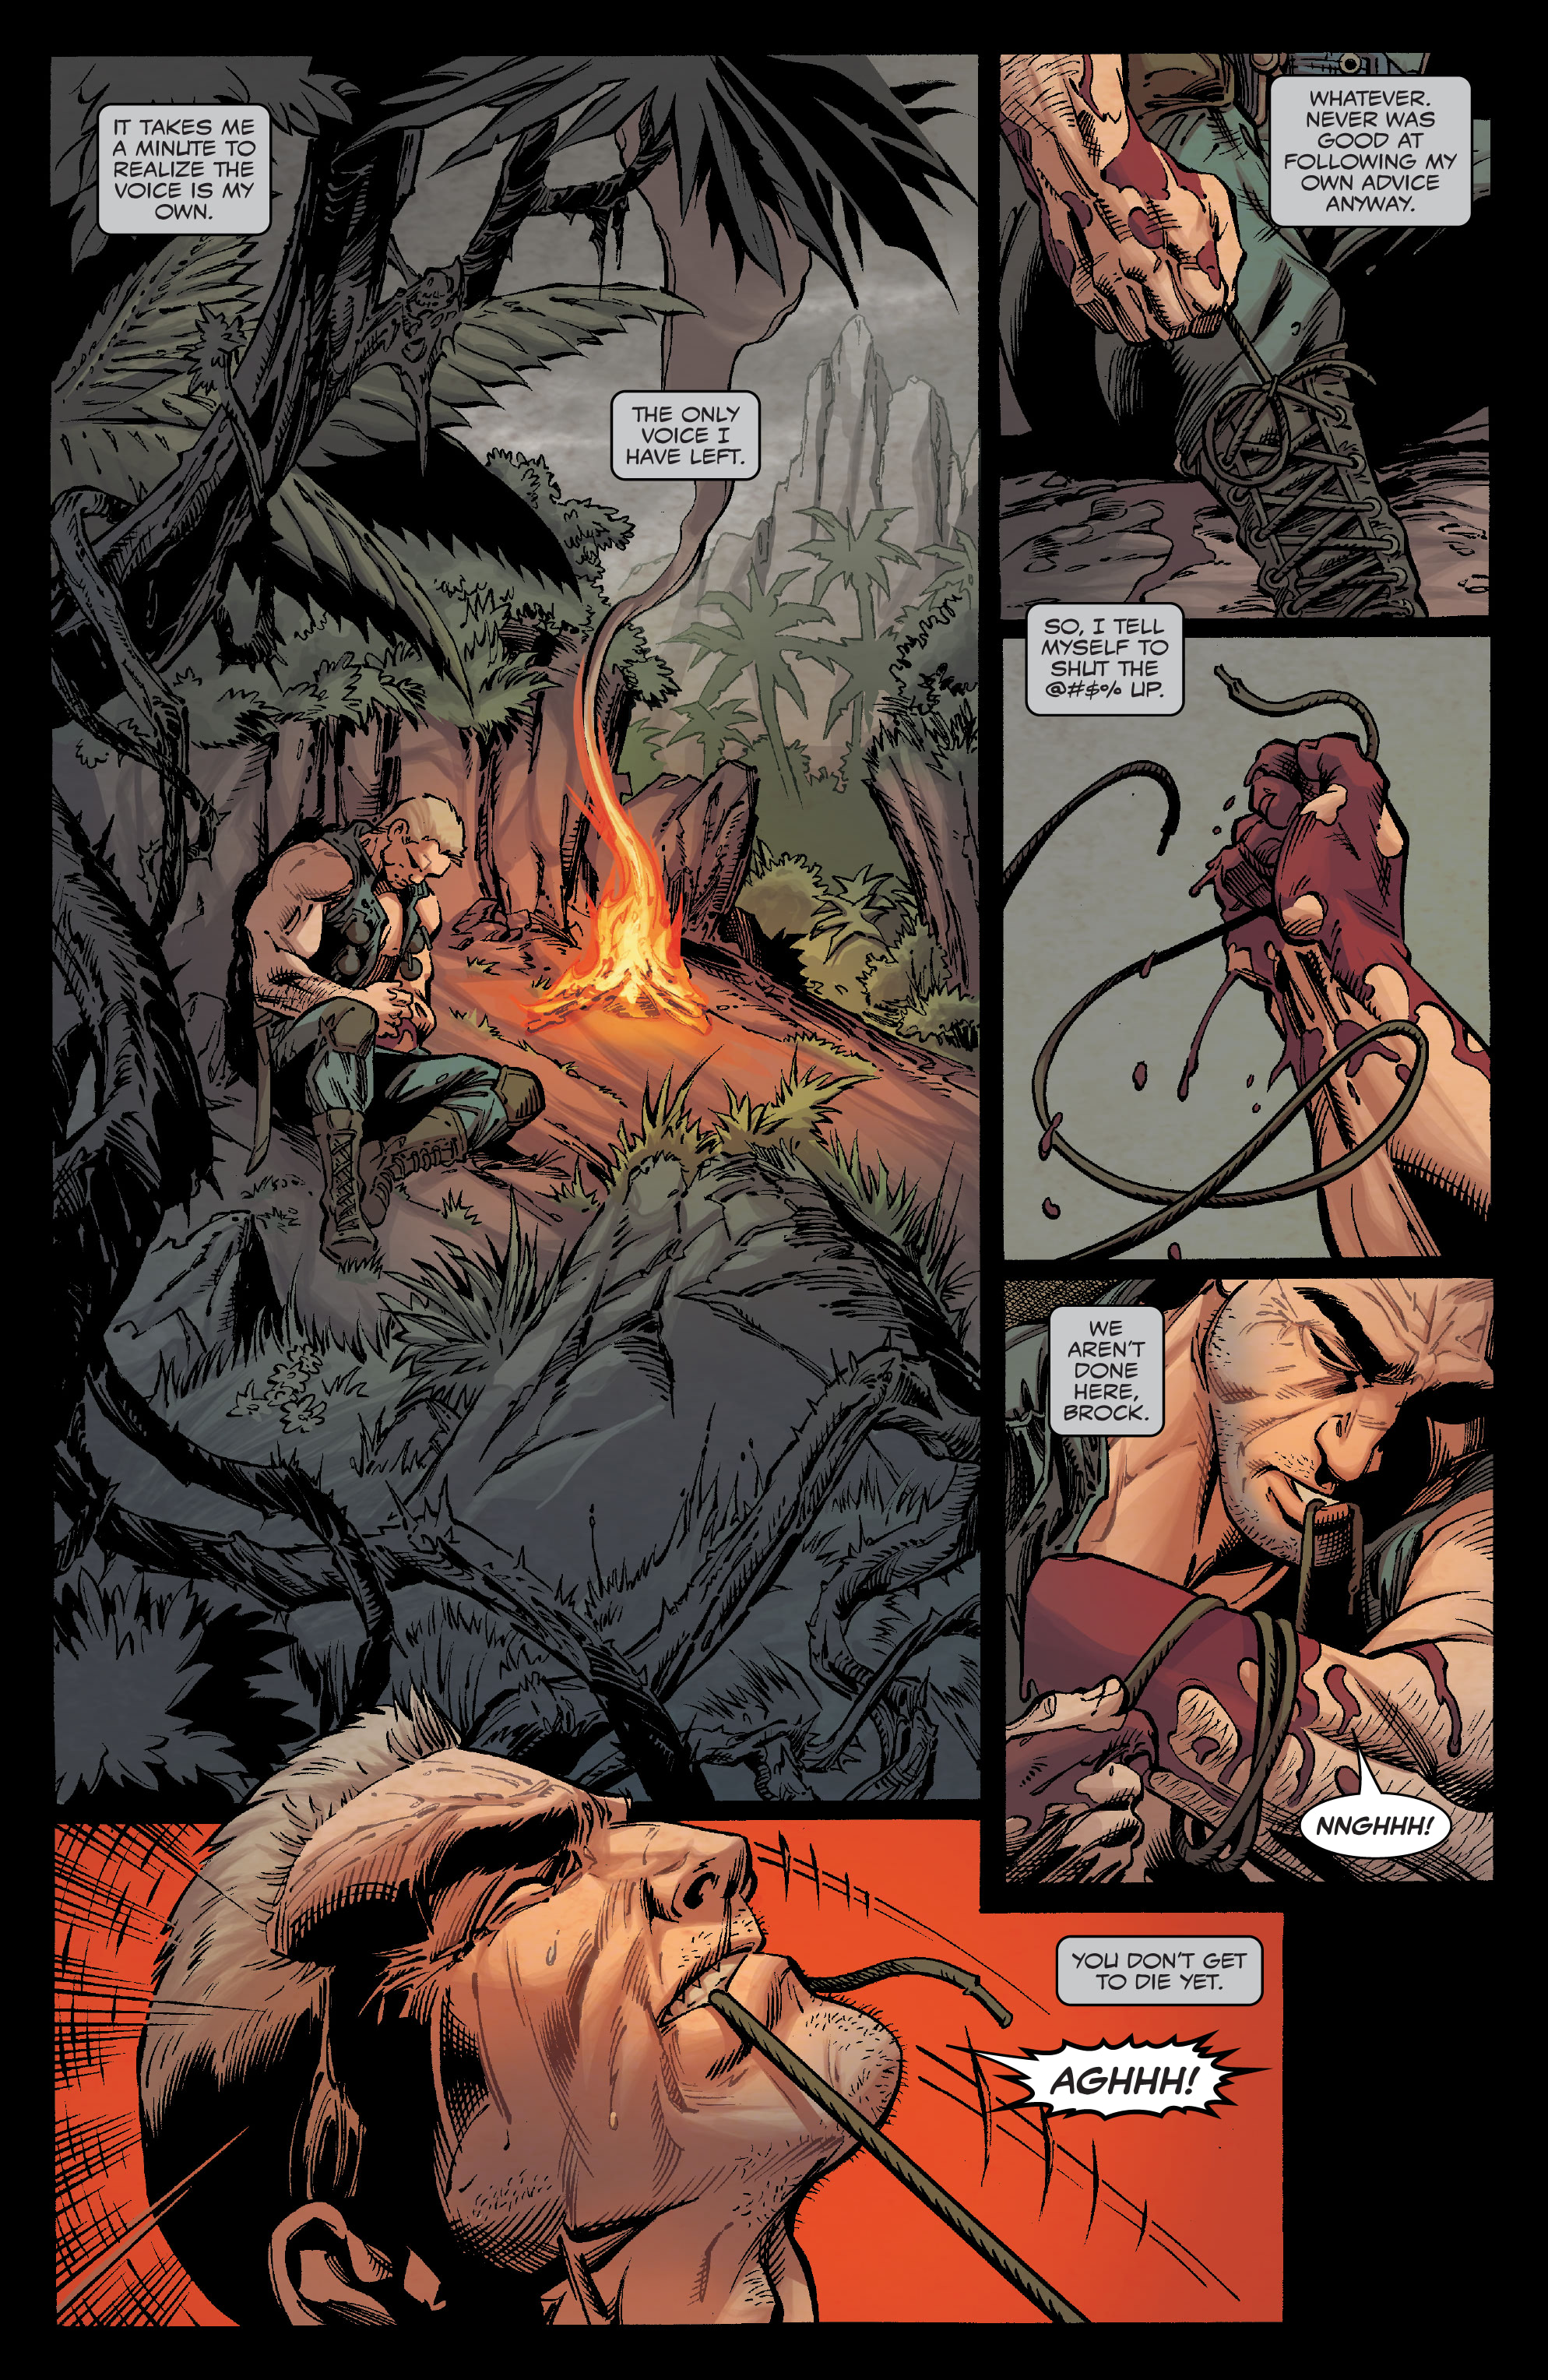 IT TAKES ME
A MINUTE TO
REALIZE THE
VOICE IS MY
OWN.
THE ONLY
VOICE I
HAVE LEFT.
WHATEVER.
NEVER WAS
GOOD AT
FOLLOWING MY
OWN ADVICE
ANYWAY.
SO, I TELL
MYSELF TO
SHUT THE
@#$% UP.
WE
AREN'T
DONE
HERE,
BROCK.
NNGHHH!
YOU DON'T GET
TO DIE YET.
AGHHH!